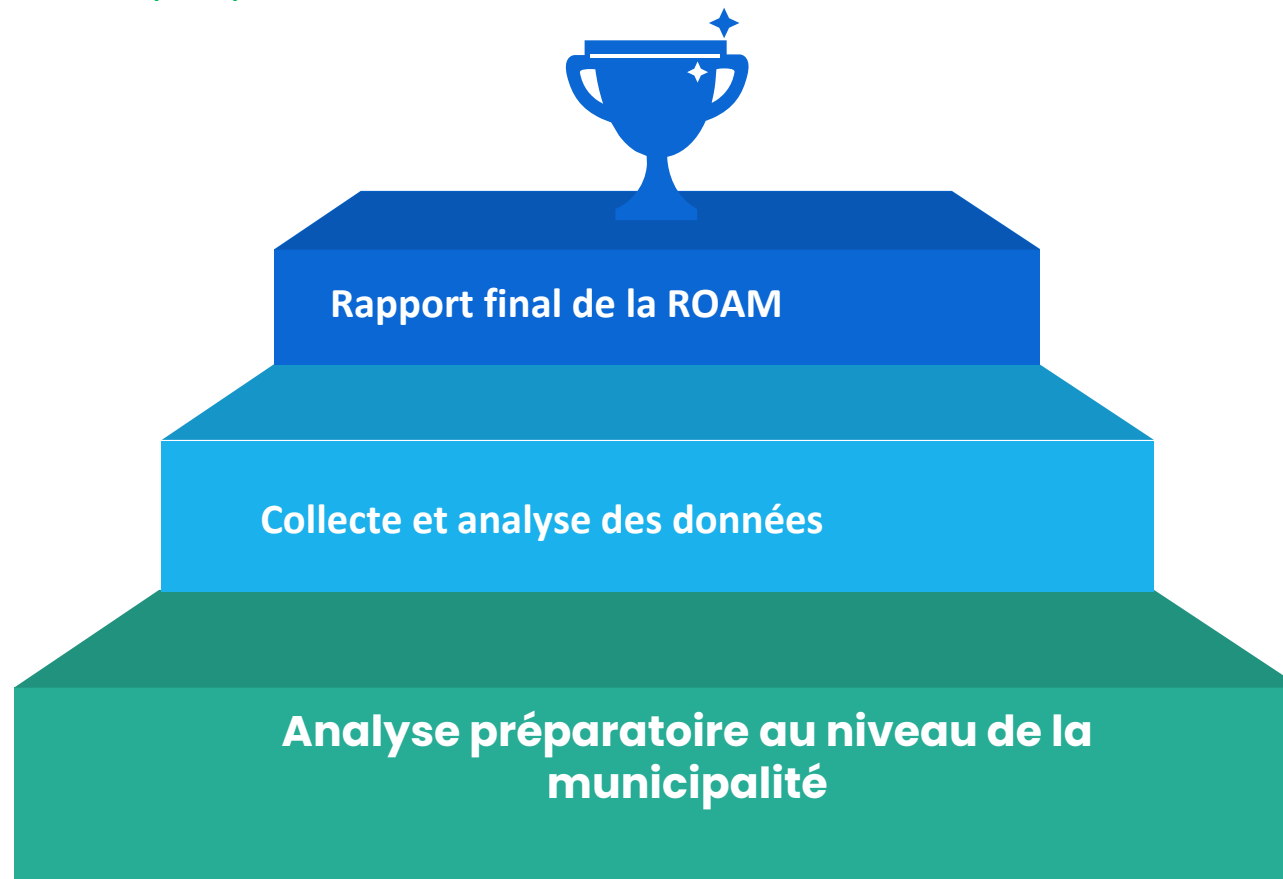 Rapport final de la ROAM
Collecte et analyse des données
Analyse préparatoire au niveau de la
municipalité